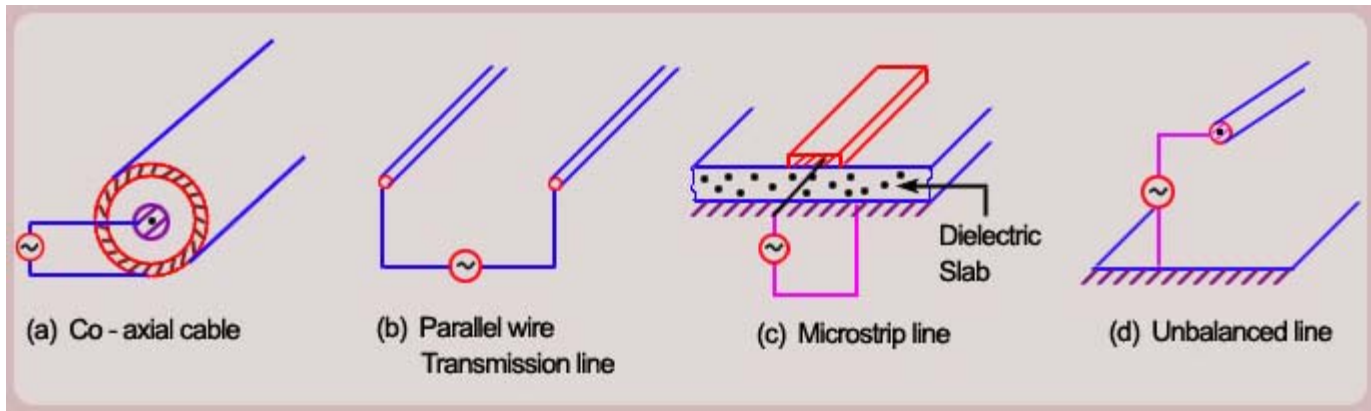 Dielectric
Slab
(a) Co - axial cable
(b) Parallel wire
Transmission line
(c) Microstrip line
(d) Unbalanced line